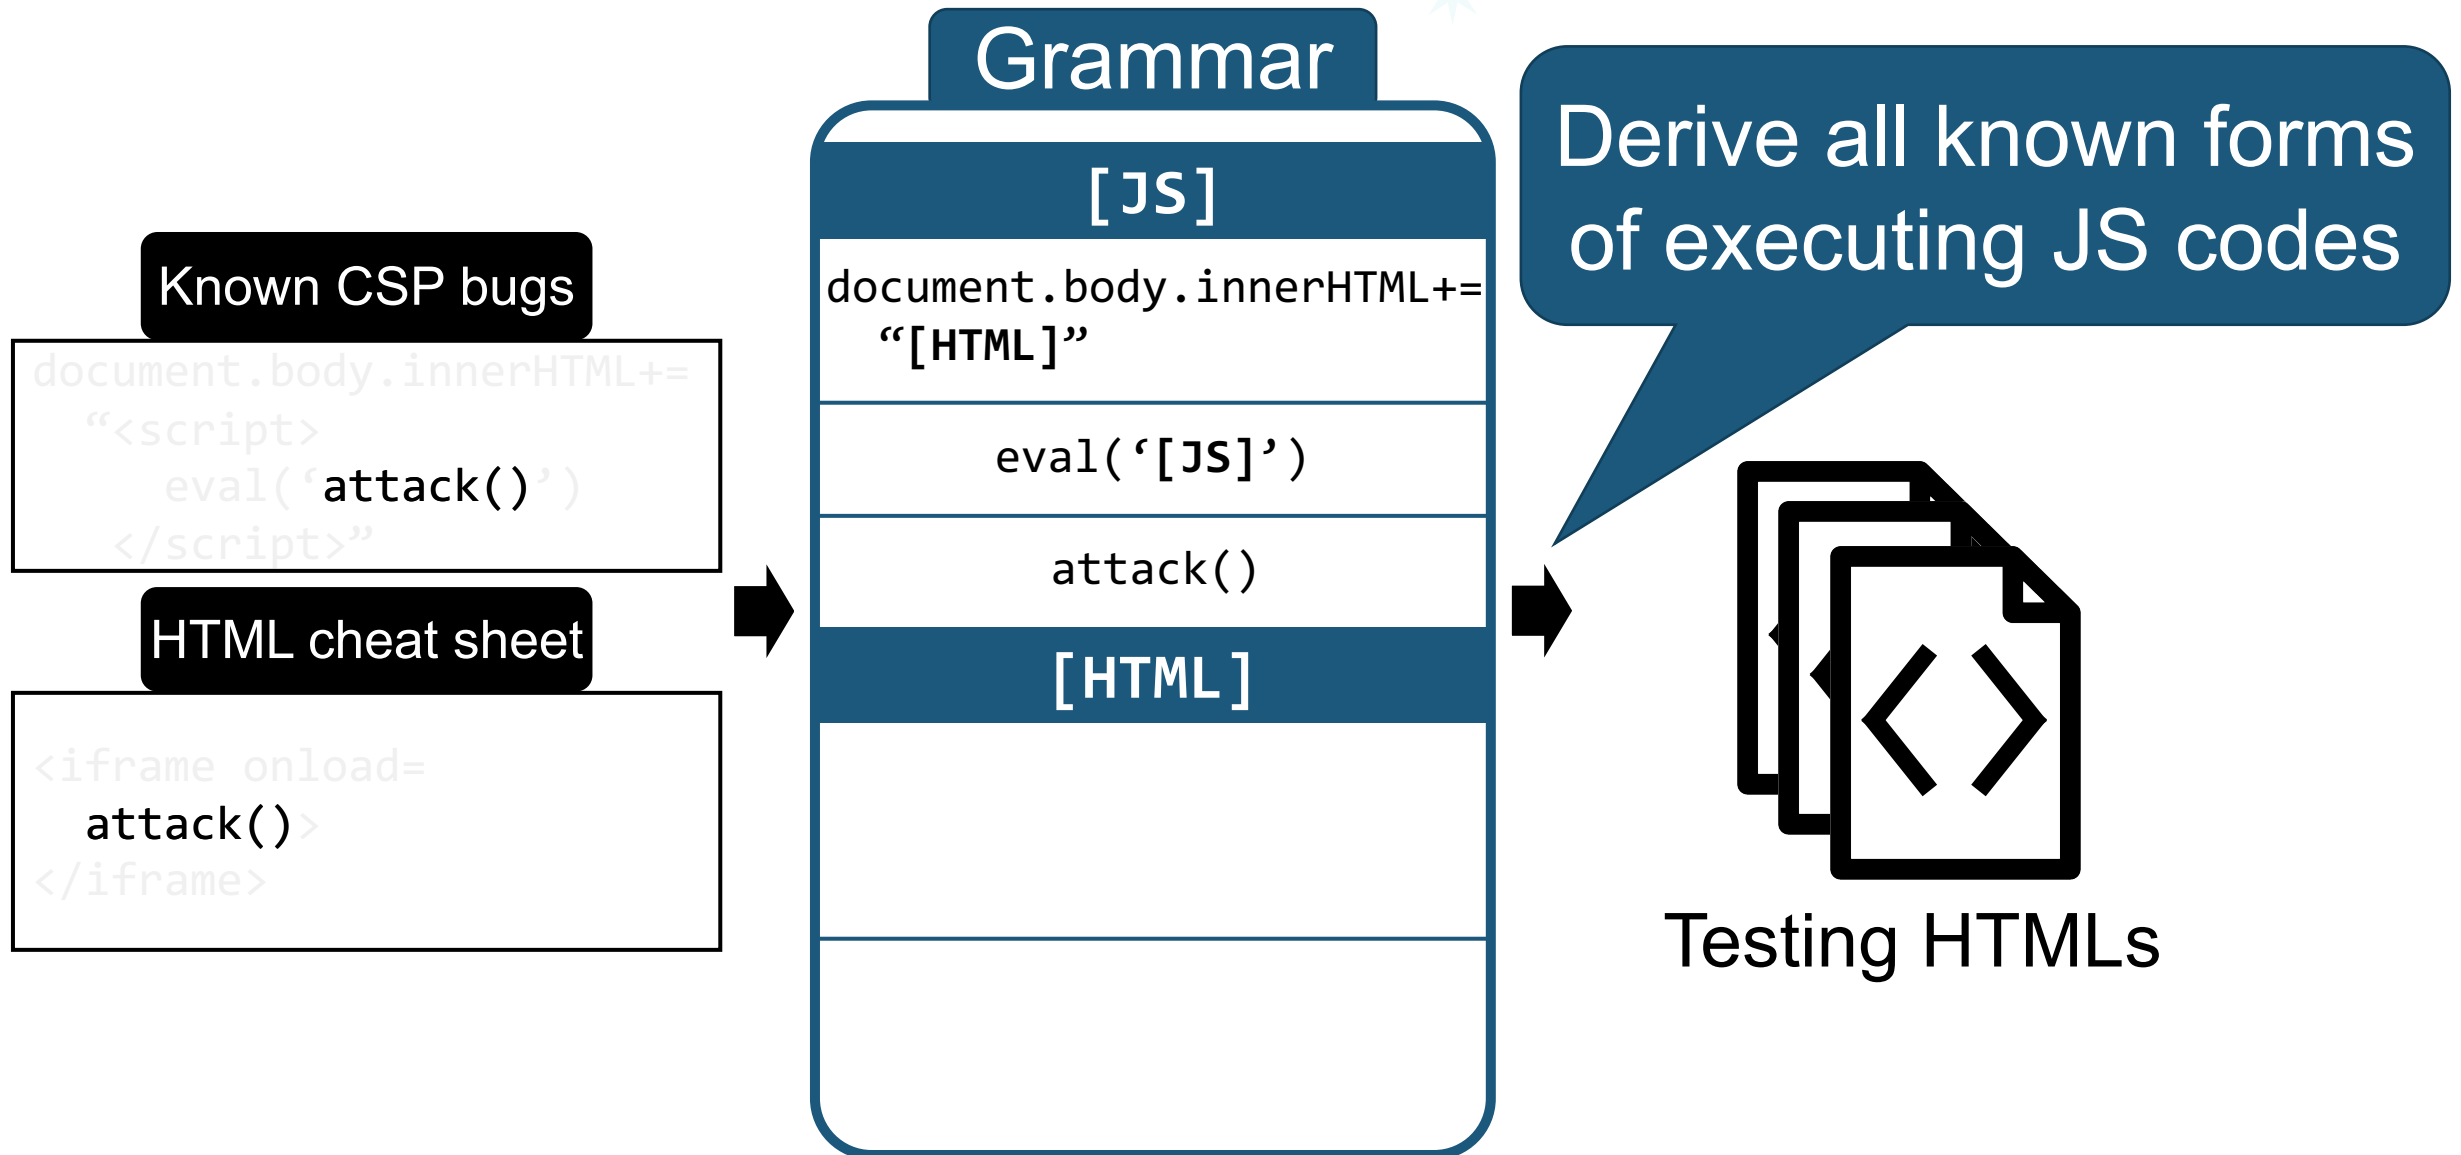 Known CSP bugs
document.body.innerHTML+=
“<script>
eval(‘attack()’)
</script>”
HTML cheat sheet
<iframe onload=
attack()>
</iframe>
Grammar
[JS]
document.body.innerHTML+=
“[HTML]”
eval(‘[JS]’)
attack()
[HTML]
Derive all known forms
of executing JS codes
Testing HTMLs